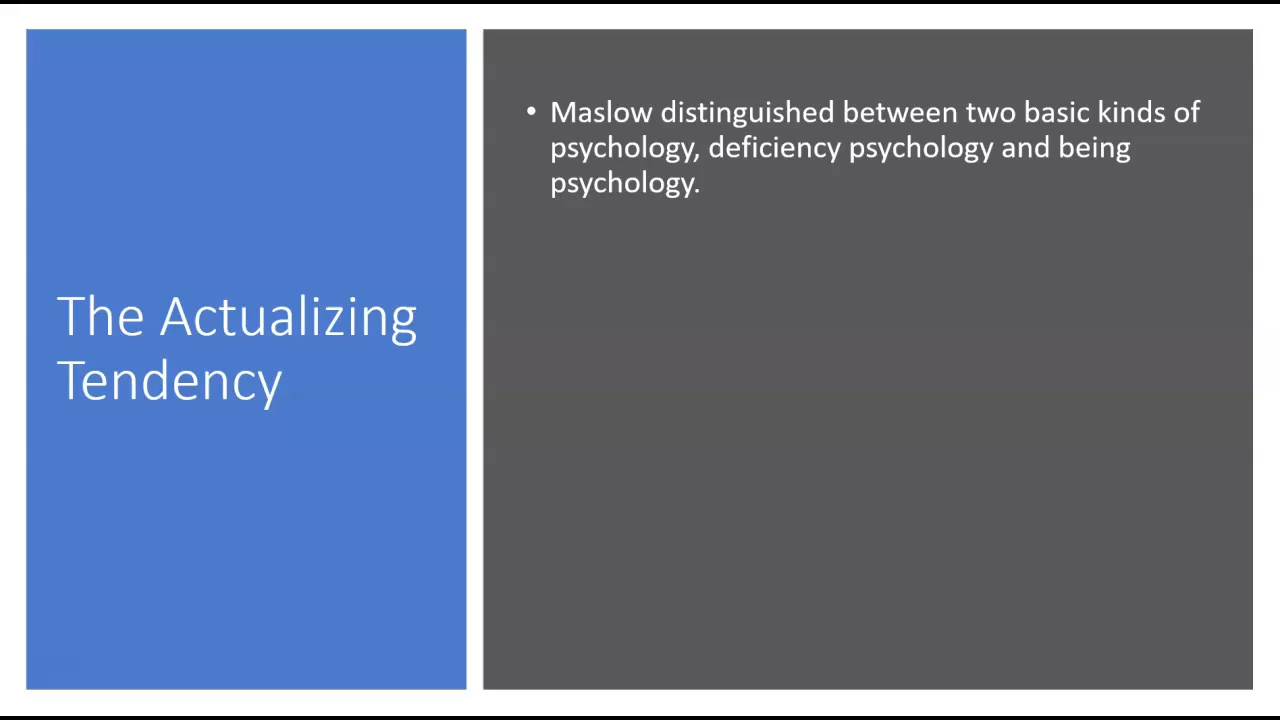 The Actualizing
Tendency
• Maslow distinguished between two basic kinds of
psychology, deficiency psychology and being
psychology.